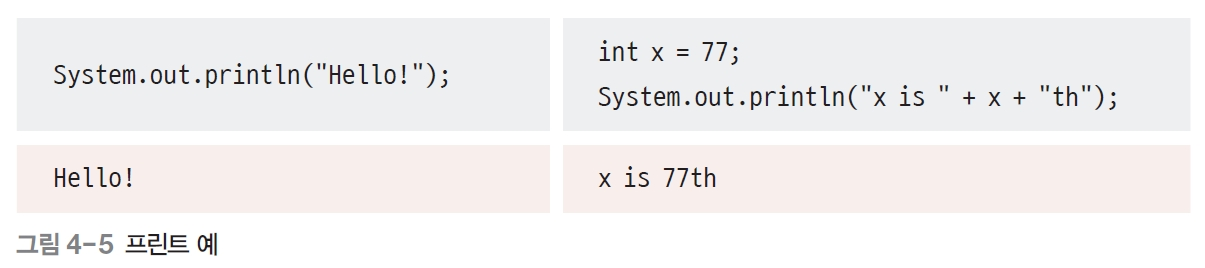 System.out.println("Hello!");
Hello!
int x = 77;
System.out.println("x is " + x + "th");
x is 77th
그림 4-5 프린트 예